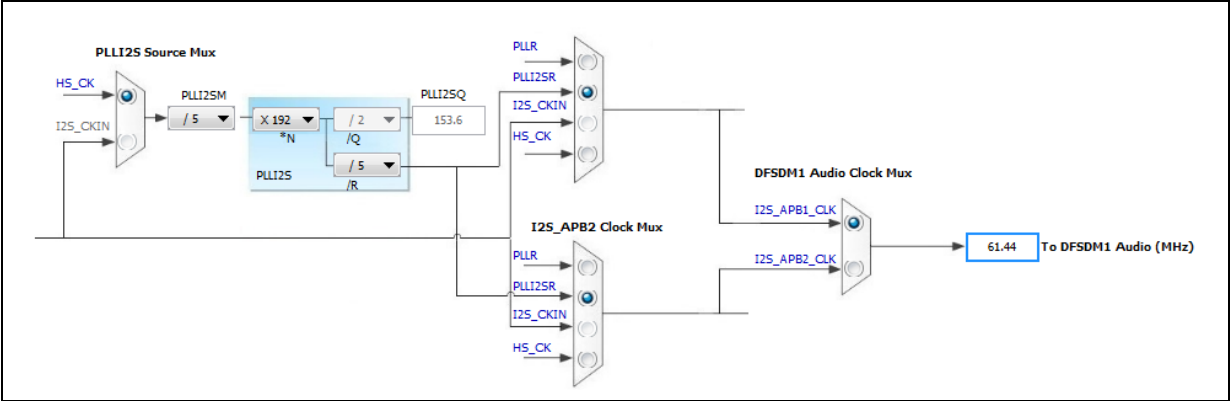 PLLI2S Source Mux
HS_CK
I2S_CKIN
PLLI2SM
/ 5
X 192
*N
/ 2
/Q
/ 5
/R
PLLI2S
PLLI2SQ
153.6
PLLR
PLLI2SR
I2S_CKIN
HS_CK
I2S_APB2 Clock Mux
PLLR
PLLI2SR
I2S_CKIN
HS_CK
DFSDM1 Audio Clock Mux
I2S_APB1_CLK
I2S_APB2_CLK
61.44
To DFSDM1 Audio (MHz)